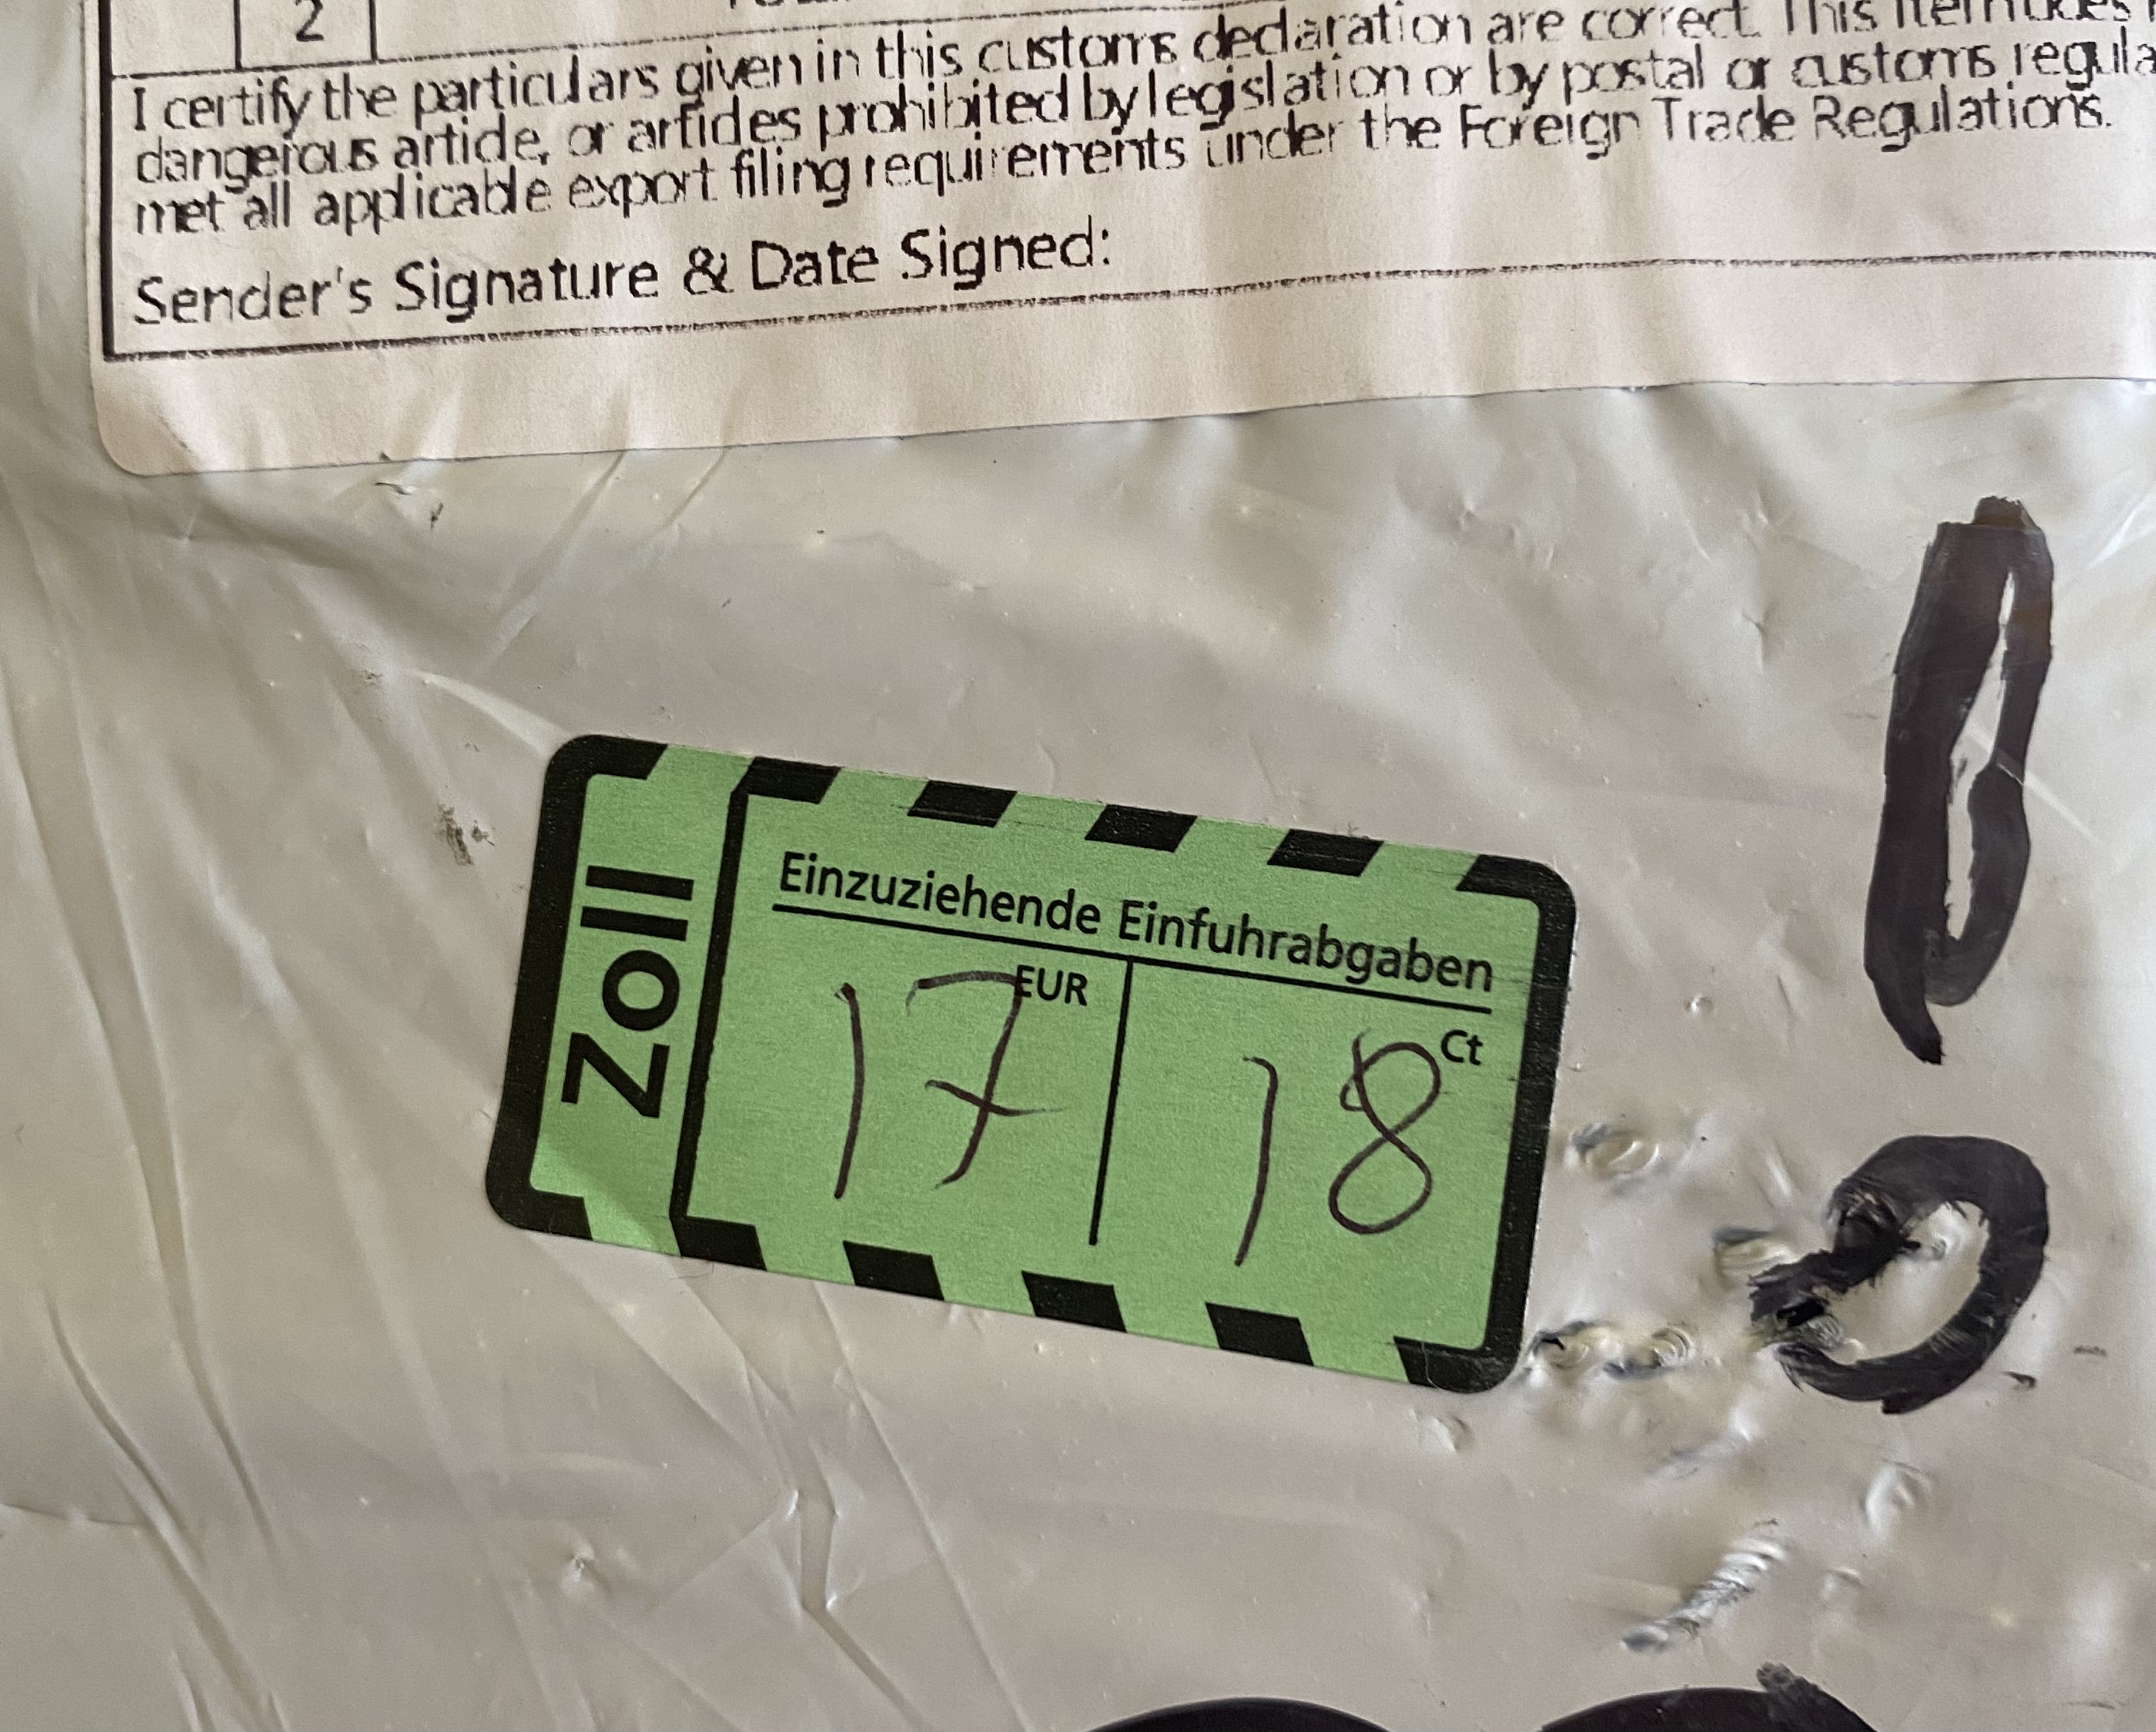 2
I certify the particulars given in this customs declaration are correct. This item does
dangerous article, or articles prohibited by legislation or by postal or customs
met all applicable export filing requirements under the Foreign Trade Regulations.
Sender's Signature & Date Signed:
Zoll
Einzuziehende Einfuhrabgaben
EUR Ct
17 18